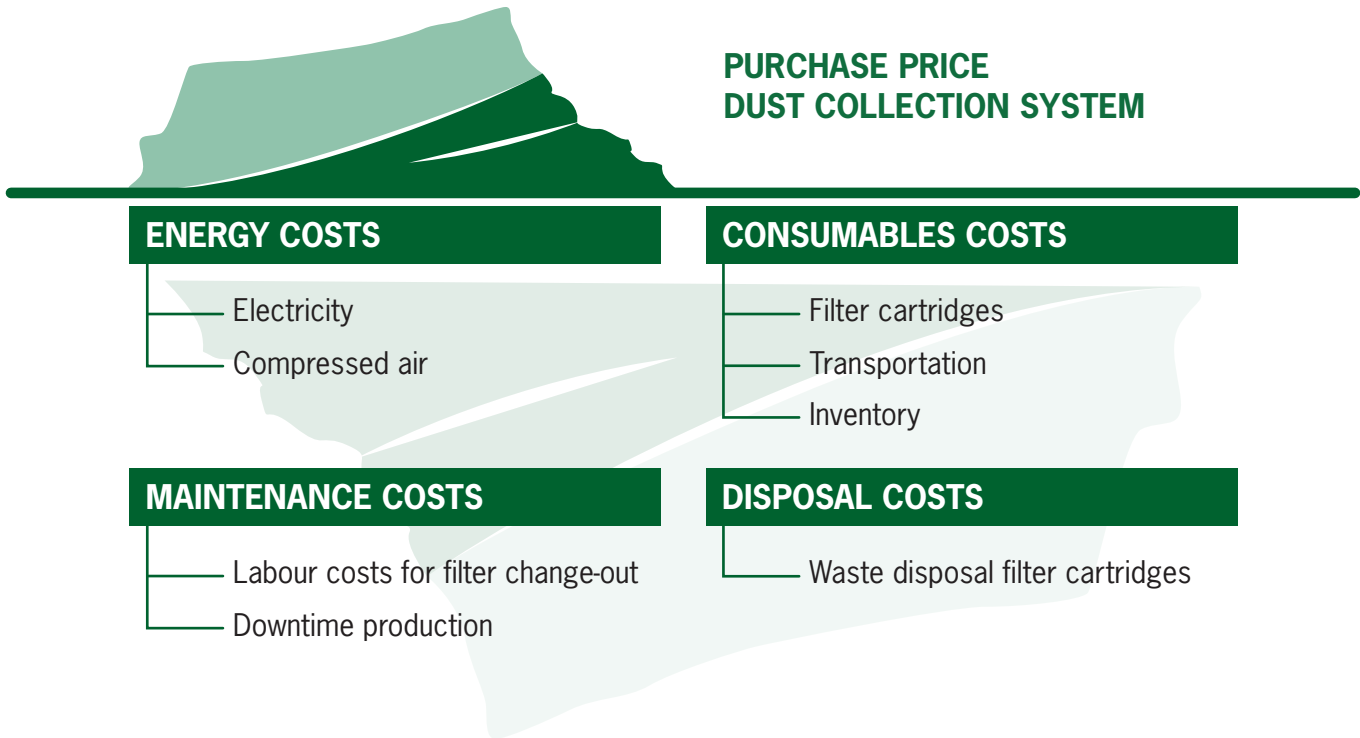 PURCHASE PRICE
DUST COLLECTION SYSTEM
ENERGY COSTS
Electricity
Compressed air
CONSUMABLES COSTS
Filter cartridges
Transportation
Inventory
MAINTENANCE COSTS
Labour costs for filter change-out
Downtime production
DISPOSAL COSTS
Waste disposal filter cartridges